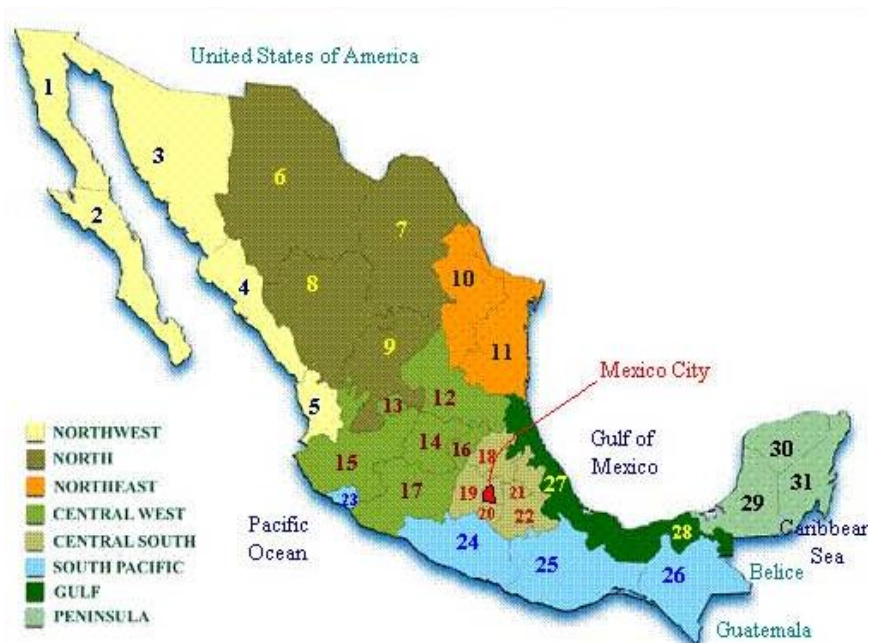 United States of America
1
3
6
2
7
4
8
10
9
11
Mexico City
5
12
13
NORTHWEST
NORTH
NORTHEAST
CENTRAL WEST
CENTRAL SOUTH
SOUTH PACIFIC
GULF
PENINSULA
14
16
18
15
Gulf of
Mexico
30
27
19
21
17
23
20
22
29
31
Pacific
Ocean
28
Caribbean
Sea
24
25
26
Belice
Guatemala